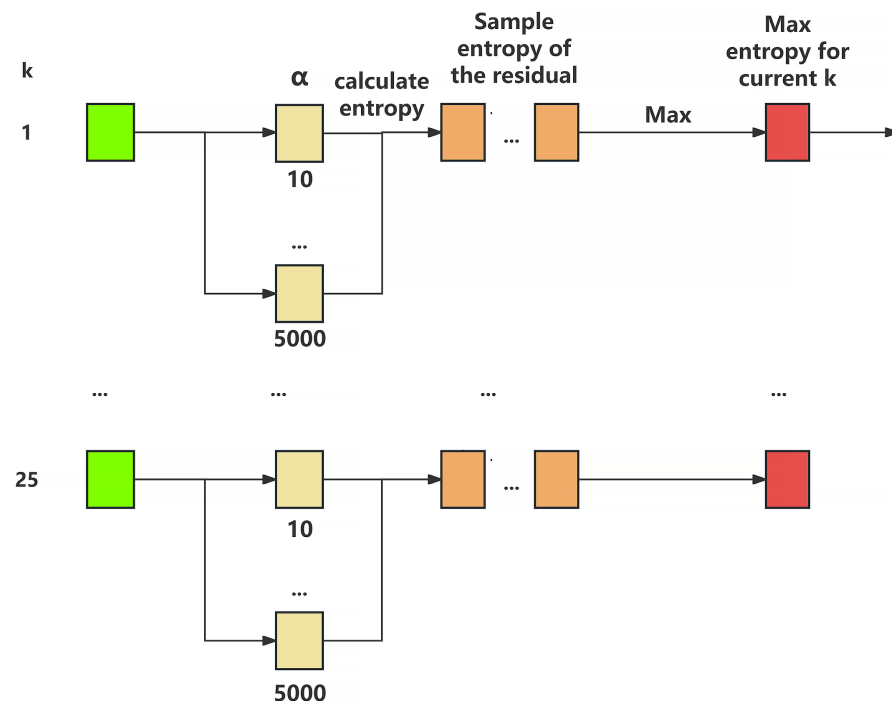 k
α
calculate
entropy
Sample
entropy of
the residual
Max
entropy for
current k
1
...
Max
10
...
5000
...
...
...
...
25
...
10
...
5000